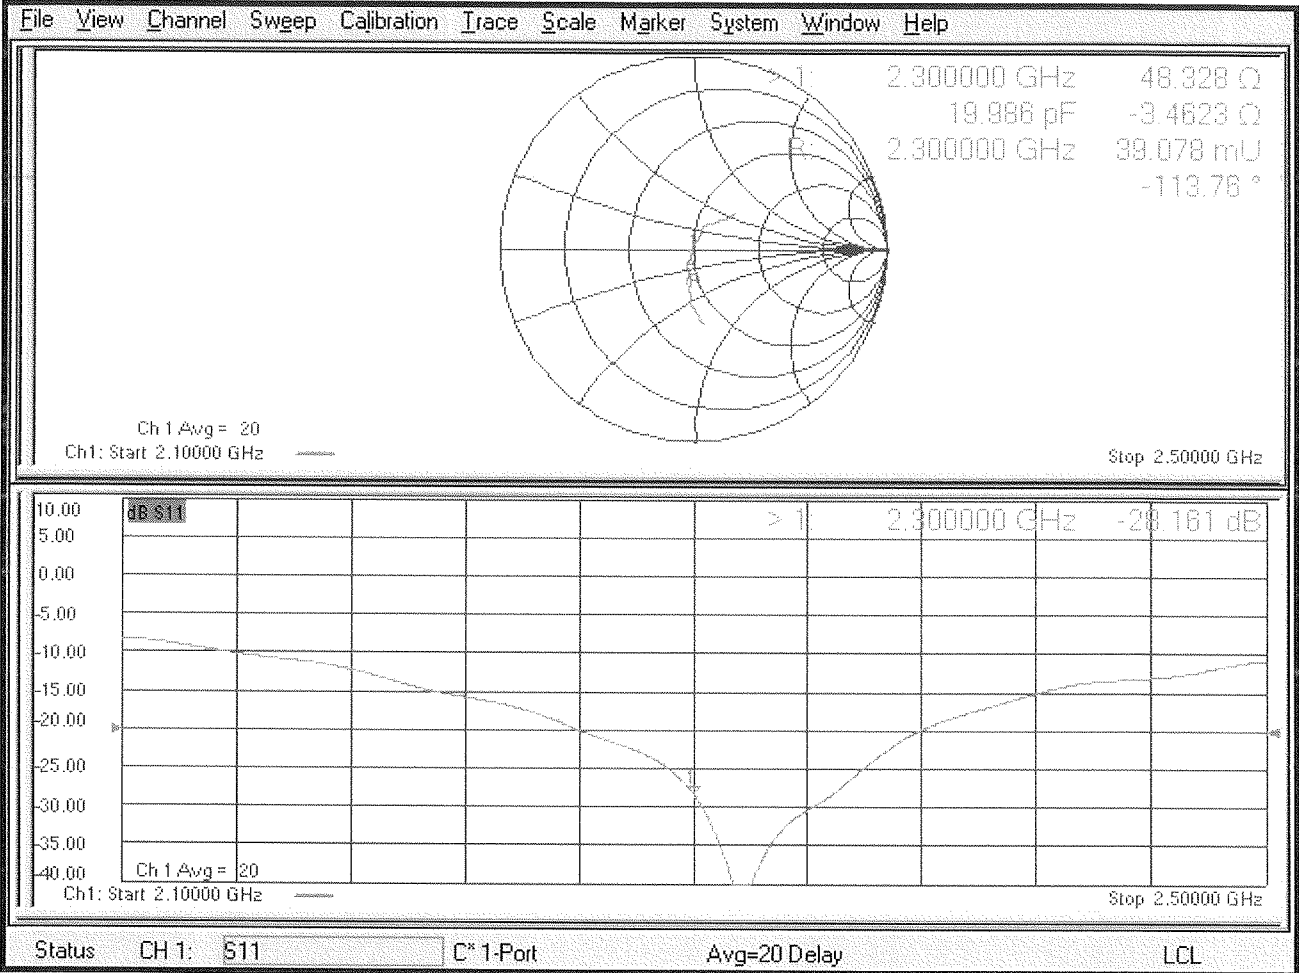 File View Channel Sweep Calibration Trace Scale Marker System Window Help
> 1: 2.300000 GHz 48.328 Ω
19.986 pF -3.4623 Ω
R: 2.300000 GHz 39.078 mU
-113.76 °
Ch 1 Avg = 20
Ch1: Start 2.10000 GHz
Stop 2.50000 GHz
10.00
dB S11
> 1: 2.300000 GHz -28.161 dB
5.00
0.00
-5.00
-10.00
-15.00
-20.00
-25.00
1
-30.00
-35.00
-40.00
Ch 1 Avg = 20
Ch1: Start 2.10000 GHz
Stop 2.50000 GHz
Status CH 1: S11 C* 1-Port Avg=20 Delay LCL